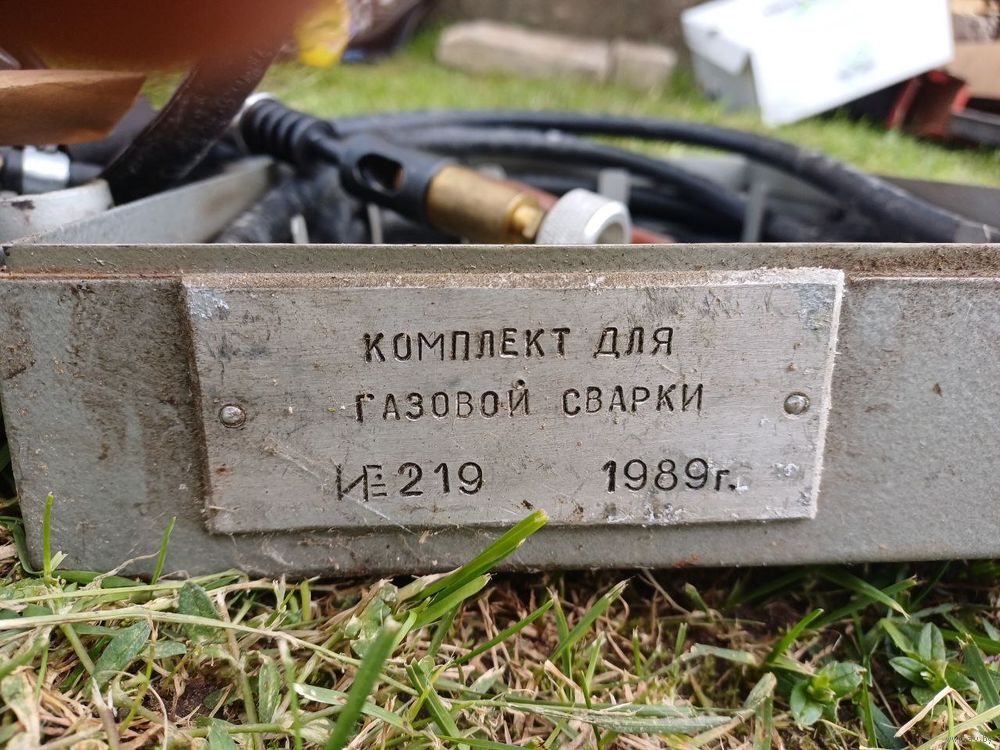 КОМПЛЕКТ ДЛЯ
ГАЗОВОЙ СВАРКИ
№ 219 1989г.